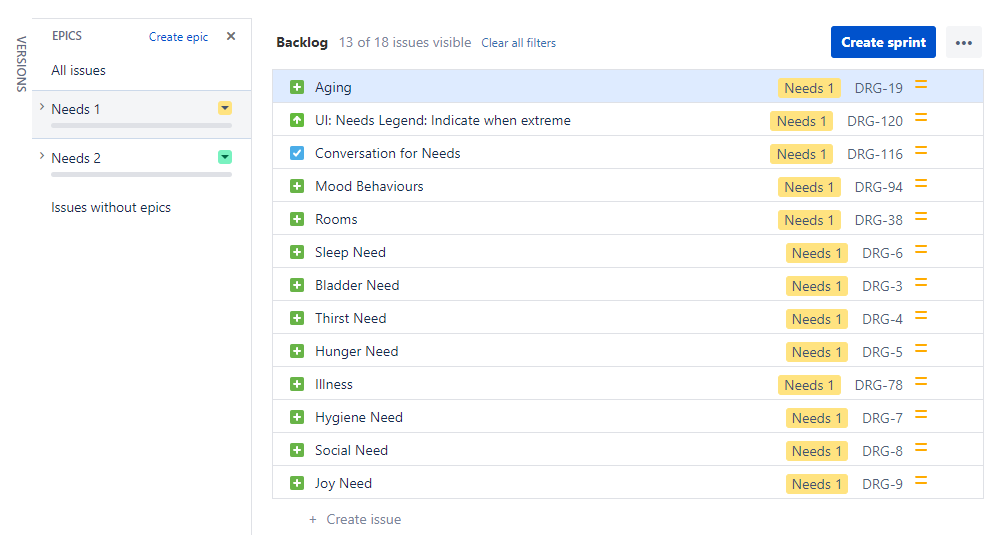 VERSIONS
EPICS Create epic
All issues
Needs 1
Needs 2
Issues without epics
Backlog 13 of 18 issues visible Clear all filters Create sprint
Aging Needs 1 DRG-19
UI: Needs Legend: Indicate when extreme Needs 1 DRG-120
Conversation for Needs Needs 1 DRG-116
Mood Behaviours Needs 1 DRG-94
Rooms Needs 1 DRG-38
Sleep Need Needs 1 DRG-6
Bladder Need Needs 1 DRG-3
Thirst Need Needs 1 DRG-4
Hunger Need Needs 1 DRG-5
Illness Needs 1 DRG-78
Hygiene Need Needs 1 DRG-7
Social Need Needs 1 DRG-8
Joy Need Needs 1 DRG-9
+ Create issue